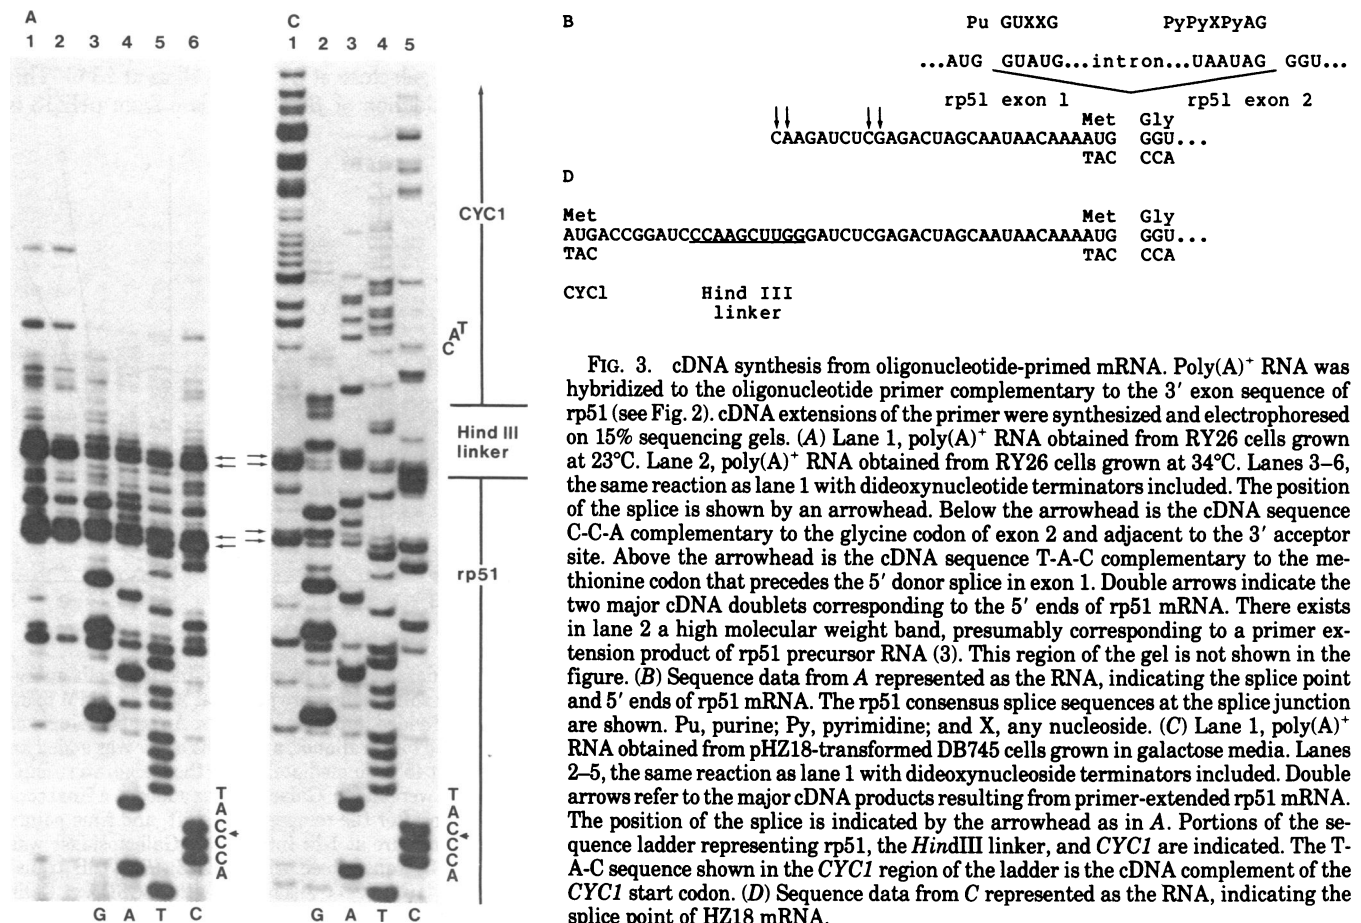 A
1 2 3 4 5 6
C
1 2 3 4 5
CYC1
T
A
C
Hind III
linker
rp51
T
A
C
C
C
A
T
A
C
C
C
A
G A T C
G A T C
B
Pu GUXXG PyPyXPyAG
...AUG GUAUG...intron...UAAUAG GGU...
rp51 exon 1 rp51 exon 2
Met Gly
CAAGAUCUCGAGACUAGCAAUAACAAAAUG GGU...
TAC CCA
D
Met Met Gly
AUGACCGGAUCCCAAGCUUGGGAUCUCGAGACUAGCAAUAACAAAAUG GGU...
TAC TAC CCA
CYC1 Hind III
linker
FIG. 3. cDNA synthesis from oligonucleotide-primed mRNA. Poly(A)⁺ RNA was
hybridized to the oligonucleotide primer complementary to the 3′ exon sequence of
rp51 (see Fig. 2). cDNA extensions of the primer were synthesized and electrophoresed
on 15% sequencing gels. (A) Lane 1, poly(A)⁺ RNA obtained from RY26 cells grown
at 23°C. Lane 2, poly(A)⁺ RNA obtained from RY26 cells grown at 34°C. Lanes 3–6,
the same reaction as lane 1 with dideoxynucleotide terminators included. The position
of the splice is shown by an arrowhead. Below the arrowhead is the cDNA sequence
C-C-A complementary to the glycine codon of exon 2 and adjacent to the 3′ acceptor
site. Above the arrowhead is the cDNA sequence T-A-C complementary to the me-
thionine codon that precedes the 5′ donor splice in exon 1. Double arrows indicate the
two major cDNA doublets corresponding to the 5′ ends of rp51 mRNA. There exists
in lane 2 a high molecular weight band, presumably corresponding to a primer ex-
tension product of rp51 precursor RNA (3). This region of the gel is not shown in the
figure. (B) Sequence data from A represented as the RNA, indicating the splice point
and 5′ ends of rp51 mRNA. The rp51 consensus splice sequences at the splice junction
are shown. Pu, purine; Py, pyrimidine; and X, any nucleoside. (C) Lane 1, poly(A)⁺
RNA obtained from pHZ18-transformed DB745 cells grown in galactose media. Lanes
2–5, the same reaction as lane 1 with dideoxynucleoside terminators included. Double
arrows refer to the major cDNA products resulting from primer-extended rp51 mRNA.
The position of the splice is indicated by the arrowhead as in A. Portions of the se-
quence ladder representing rp51, the HindIII linker, and CYC1 are indicated. The T-
A-C sequence shown in the CYC1 region of the ladder is the cDNA complement of the
CYC1 start codon. (D) Sequence data from C represented as the RNA, indicating the
splice point of HZ18 mRNA.